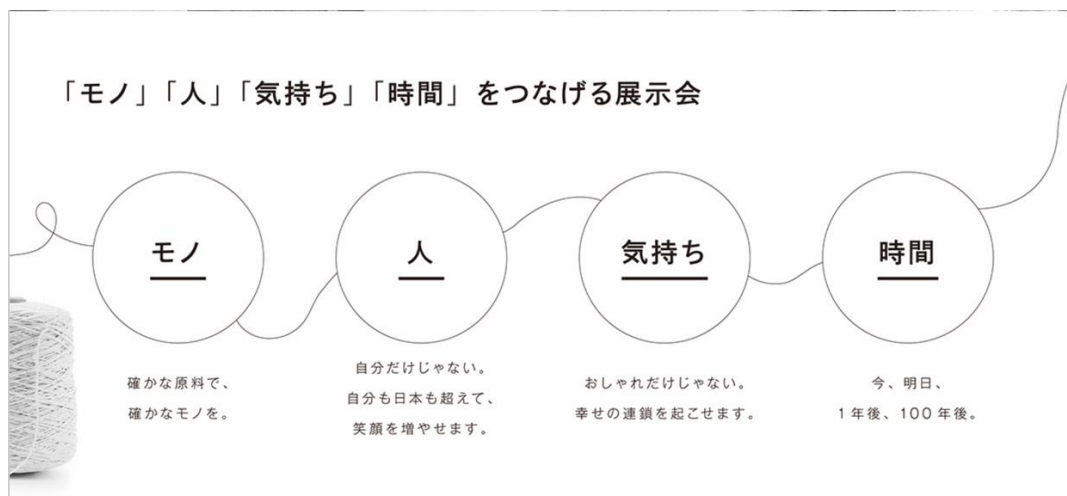 「モノ」「人」「気持ち」「時間」をつなげる展示会
モノ
確かな原料で、
確かなモノを。
人
自分だけじゃない。
自分も日本も超えて、
笑顔を増やせます。
気持ち
おしゃれだけじゃない。
幸せの連鎖を起こせます。
時間
今、明日、
1年後、100年後。